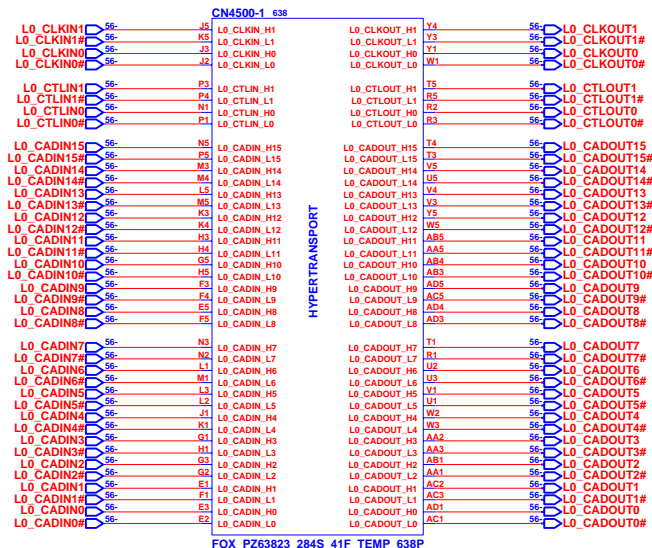 CN4500-1 638
L0_CLKIN1 56- J5 L0_CLKIN_H1 L0_CLKOUT_H1 Y4 56- L0_CLKOUT1
L0_CLKIN1# 56- K5 L0_CLKIN_L1 L0_CLKOUT_L1 Y3 56- L0_CLKOUT1#
L0_CLKIN0 56- J3 L0_CLKIN_H0 L0_CLKOUT_H0 Y1 56- L0_CLKOUT0
L0_CLKIN0# 56- J2 L0_CLKIN_L0 L0_CLKOUT_L0 W1 56- L0_CLKOUT0#
L0_CTLIN1 56- P3 L0_CTLIN_H1 L0_CTLOUT_H1 T5 56- L0_CTLOUT1
L0_CTLIN1# 56- P4 L0_CTLIN_L1 L0_CTLOUT_L1 R5 56- L0_CTLOUT1#
L0_CTLIN0 56- N1 L0_CTLIN_H0 L0_CTLOUT_H0 R2 56- L0_CTLOUT0
L0_CTLIN0# 56- P1 L0_CTLIN_L0 L0_CTLOUT_L0 R3 56- L0_CTLOUT0#
L0_CADIN15 56- N5 L0_CADIN_H15 L0_CADOUT_H15 T4 56- L0_CADOUT15
L0_CADIN15# 56- P5 L0_CADIN_L15 L0_CADOUT_L15 T3 56- L0_CADOUT15#
L0_CADIN14 56- M3 L0_CADIN_H14 L0_CADOUT_H14 V5 56- L0_CADOUT14
L0_CADIN14# 56- M4 L0_CADIN_L14 L0_CADOUT_L14 U5 56- L0_CADOUT14#
L0_CADIN13 56- L5 L0_CADIN_H13 L0_CADOUT_H13 V4 56- L0_CADOUT13
L0_CADIN13# 56- M5 L0_CADIN_L13 L0_CADOUT_L13 V3 56- L0_CADOUT13#
L0_CADIN12 56- K3 L0_CADIN_H12 L0_CADOUT_H12 Y5 56- L0_CADOUT12
L0_CADIN12# 56- K4 L0_CADIN_L12 L0_CADOUT_L12 W5 56- L0_CADOUT12#
L0_CADIN11 56- H3 L0_CADIN_H11 L0_CADOUT_H11 AB5 56- L0_CADOUT11
L0_CADIN11# 56- H4 L0_CADIN_L11 L0_CADOUT_L11 AA5 56- L0_CADOUT11#
L0_CADIN10 56- G5 L0_CADIN_H10 L0_CADOUT_H10 AB4 56- L0_CADOUT10
L0_CADIN10# 56- H5 L0_CADIN_L10 L0_CADOUT_L10 AB3 56- L0_CADOUT10#
L0_CADIN9 56- F3 L0_CADIN_H9 L0_CADOUT_H9 AD5 56- L0_CADOUT9
L0_CADIN9# 56- F4 L0_CADIN_L9 L0_CADOUT_L9 AC5 56- L0_CADOUT9#
L0_CADIN8 56- E5 L0_CADIN_H8 L0_CADOUT_H8 AD4 56- L0_CADOUT8
L0_CADIN8# 56- F5 L0_CADIN_L8 L0_CADOUT_L8 AD3 56- L0_CADOUT8#
HYPERTRANSPORT
L0_CADIN7 56- N3 L0_CADIN_H7 L0_CADOUT_H7 T1 56- L0_CADOUT7
L0_CADIN7# 56- N2 L0_CADIN_L7 L0_CADOUT_L7 R1 56- L0_CADOUT7#
L0_CADIN6 56- L1 L0_CADIN_H6 L0_CADOUT_H6 U2 56- L0_CADOUT6
L0_CADIN6# 56- M1 L0_CADIN_L6 L0_CADOUT_L6 U3 56- L0_CADOUT6#
L0_CADIN5 56- L3 L0_CADIN_H5 L0_CADOUT_H5 V1 56- L0_CADOUT5
L0_CADIN5# 56- L2 L0_CADIN_L5 L0_CADOUT_L5 U1 56- L0_CADOUT5#
L0_CADIN4 56- J1 L0_CADIN_H4 L0_CADOUT_H4 W2 56- L0_CADOUT4
L0_CADIN4# 56- K1 L0_CADIN_L4 L0_CADOUT_L4 W3 56- L0_CADOUT4#
L0_CADIN3 56- G1 L0_CADIN_H3 L0_CADOUT_H3 AA2 56- L0_CADOUT3
L0_CADIN3# 56- H1 L0_CADIN_L3 L0_CADOUT_L3 AA3 56- L0_CADOUT3#
L0_CADIN2 56- G3 L0_CADIN_H2 L0_CADOUT_H2 AB1 56- L0_CADOUT2
L0_CADIN2# 56- G2 L0_CADIN_L2 L0_CADOUT_L2 AA1 56- L0_CADOUT2#
L0_CADIN1 56- E1 L0_CADIN_H1 L0_CADOUT_H1 AC2 56- L0_CADOUT1
L0_CADIN1# 56- F1 L0_CADIN_L1 L0_CADOUT_L1 AC3 56- L0_CADOUT1#
L0_CADIN0 56- E3 L0_CADIN_H0 L0_CADOUT_H0 AD1 56- L0_CADOUT0
L0_CADIN0# 56- E2 L0_CADIN_L0 L0_CADOUT_L0 AC1 56- L0_CADOUT0#
FOX_PZ63823_284S_41F_TEMP_638P